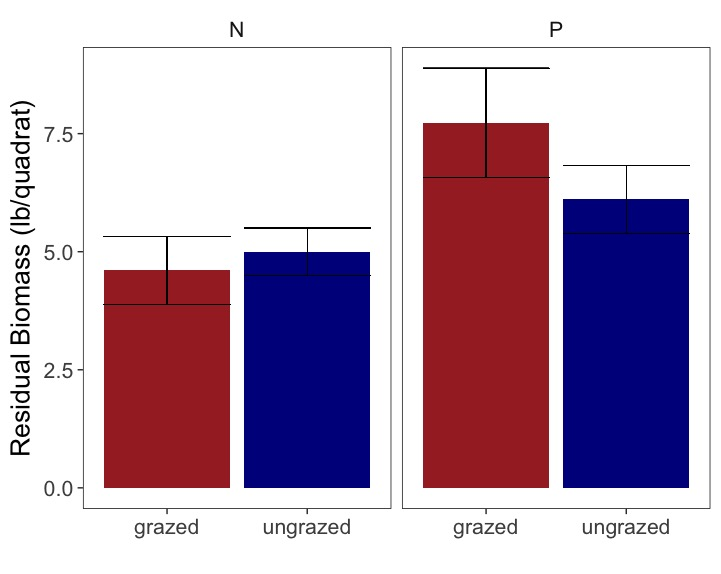 N
P
Residual Biomass (lb/quadrat)
7.5
5.0
2.5
0.0
grazed
ungrazed
grazed
ungrazed